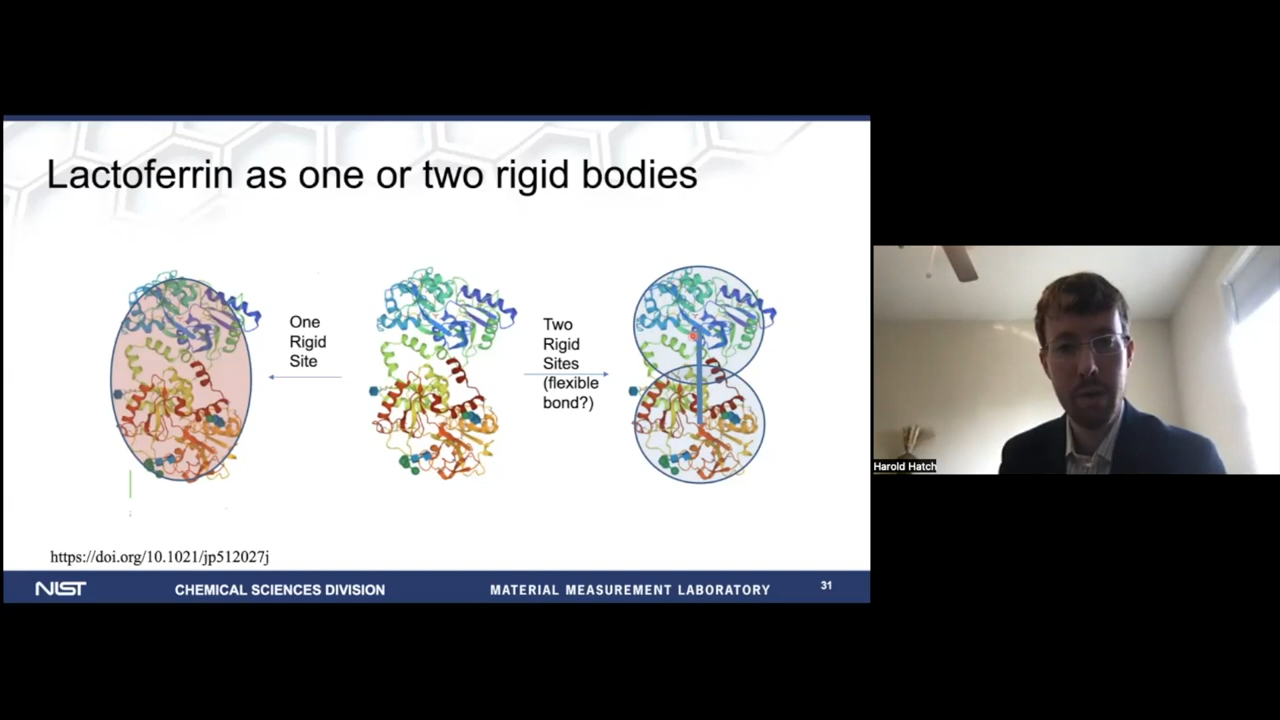 Lactoferrin as one or two rigid bodies
One
Rigid
Site
Two
Rigid
Sites
(flexible
bond?)
https://doi.org/10.1021/jp512027j
NIST
CHEMICAL SCIENCES DIVISION
MATERIAL MEASUREMENT LABORATORY
31
Harold Hatch